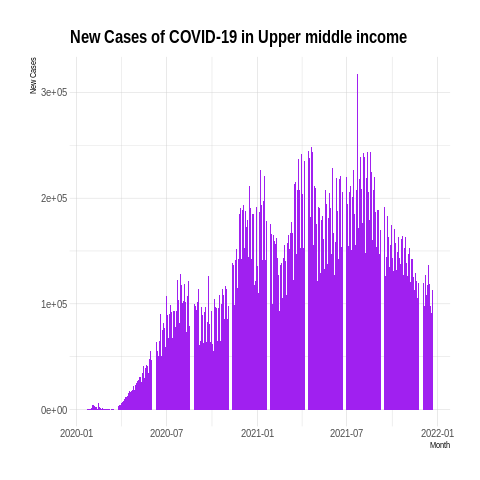 New Cases of COVID-19 in Upper middle income
New Cases
3e+05
2e+05
1e+05
0e+00
2020-01 2020-07 2021-01 2021-07 2022-01
Month